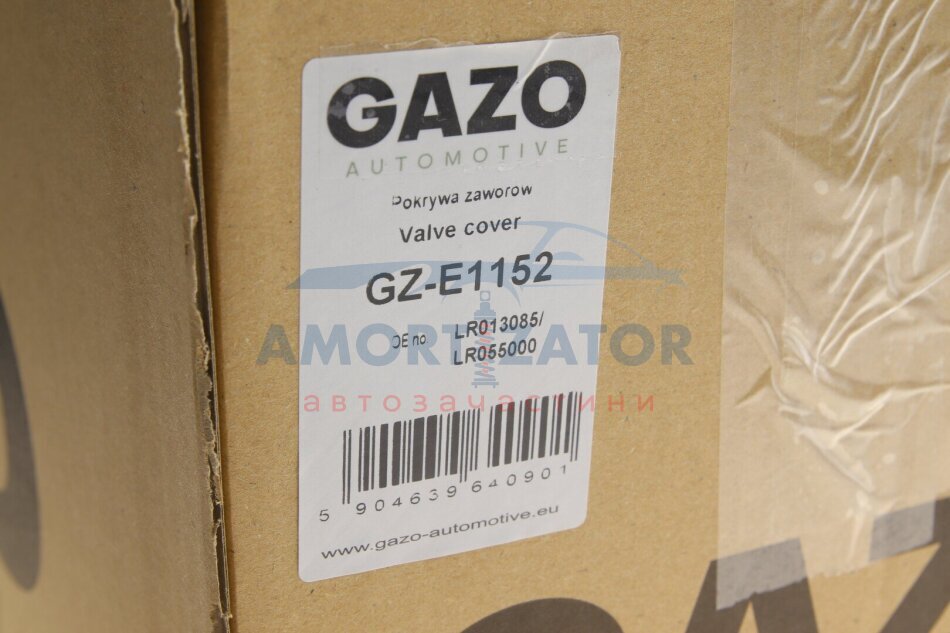 GAZO
AUTOMOTIVE
Pokrywa zaworów
Valve cover
GZ-E1152
OE no LR013085/
LR055000
AMORTIZATOR
автозапчастини
5 904639 640901
www.gazo-automotive.eu